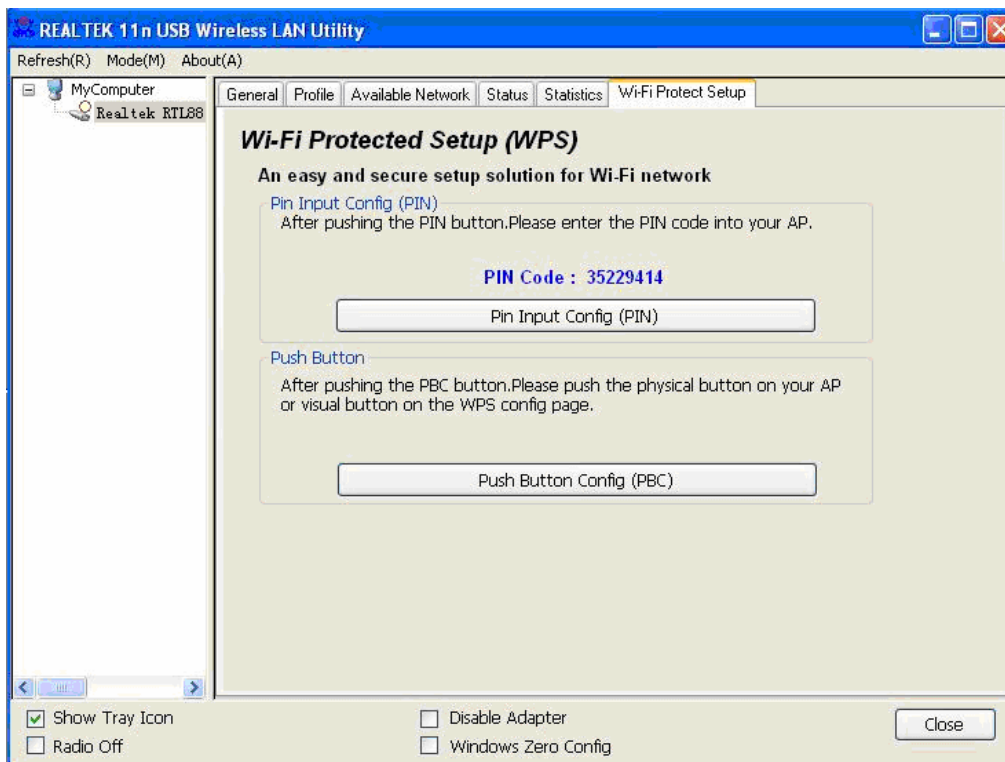 REALTEK 11n USB Wireless LAN Utility
Refresh(R) Mode(M) About(A)
MyComputer
Realtek RTL88
General Profile Available Network Status Statistics Wi-Fi Protect Setup
Wi-Fi Protected Setup (WPS)
An easy and secure setup solution for Wi-Fi network
Pin Input Config (PIN)
After pushing the PIN button.Please enter the PIN code into your AP.
PIN Code : 35229414
Pin Input Config (PIN)
Push Button
After pushing the PBC button.Please push the physical button on your AP
or visual button on the WPS config page.
Push Button Config (PBC)
Show Tray Icon
Disable Adapter
Radio Off
Windows Zero Config
Close